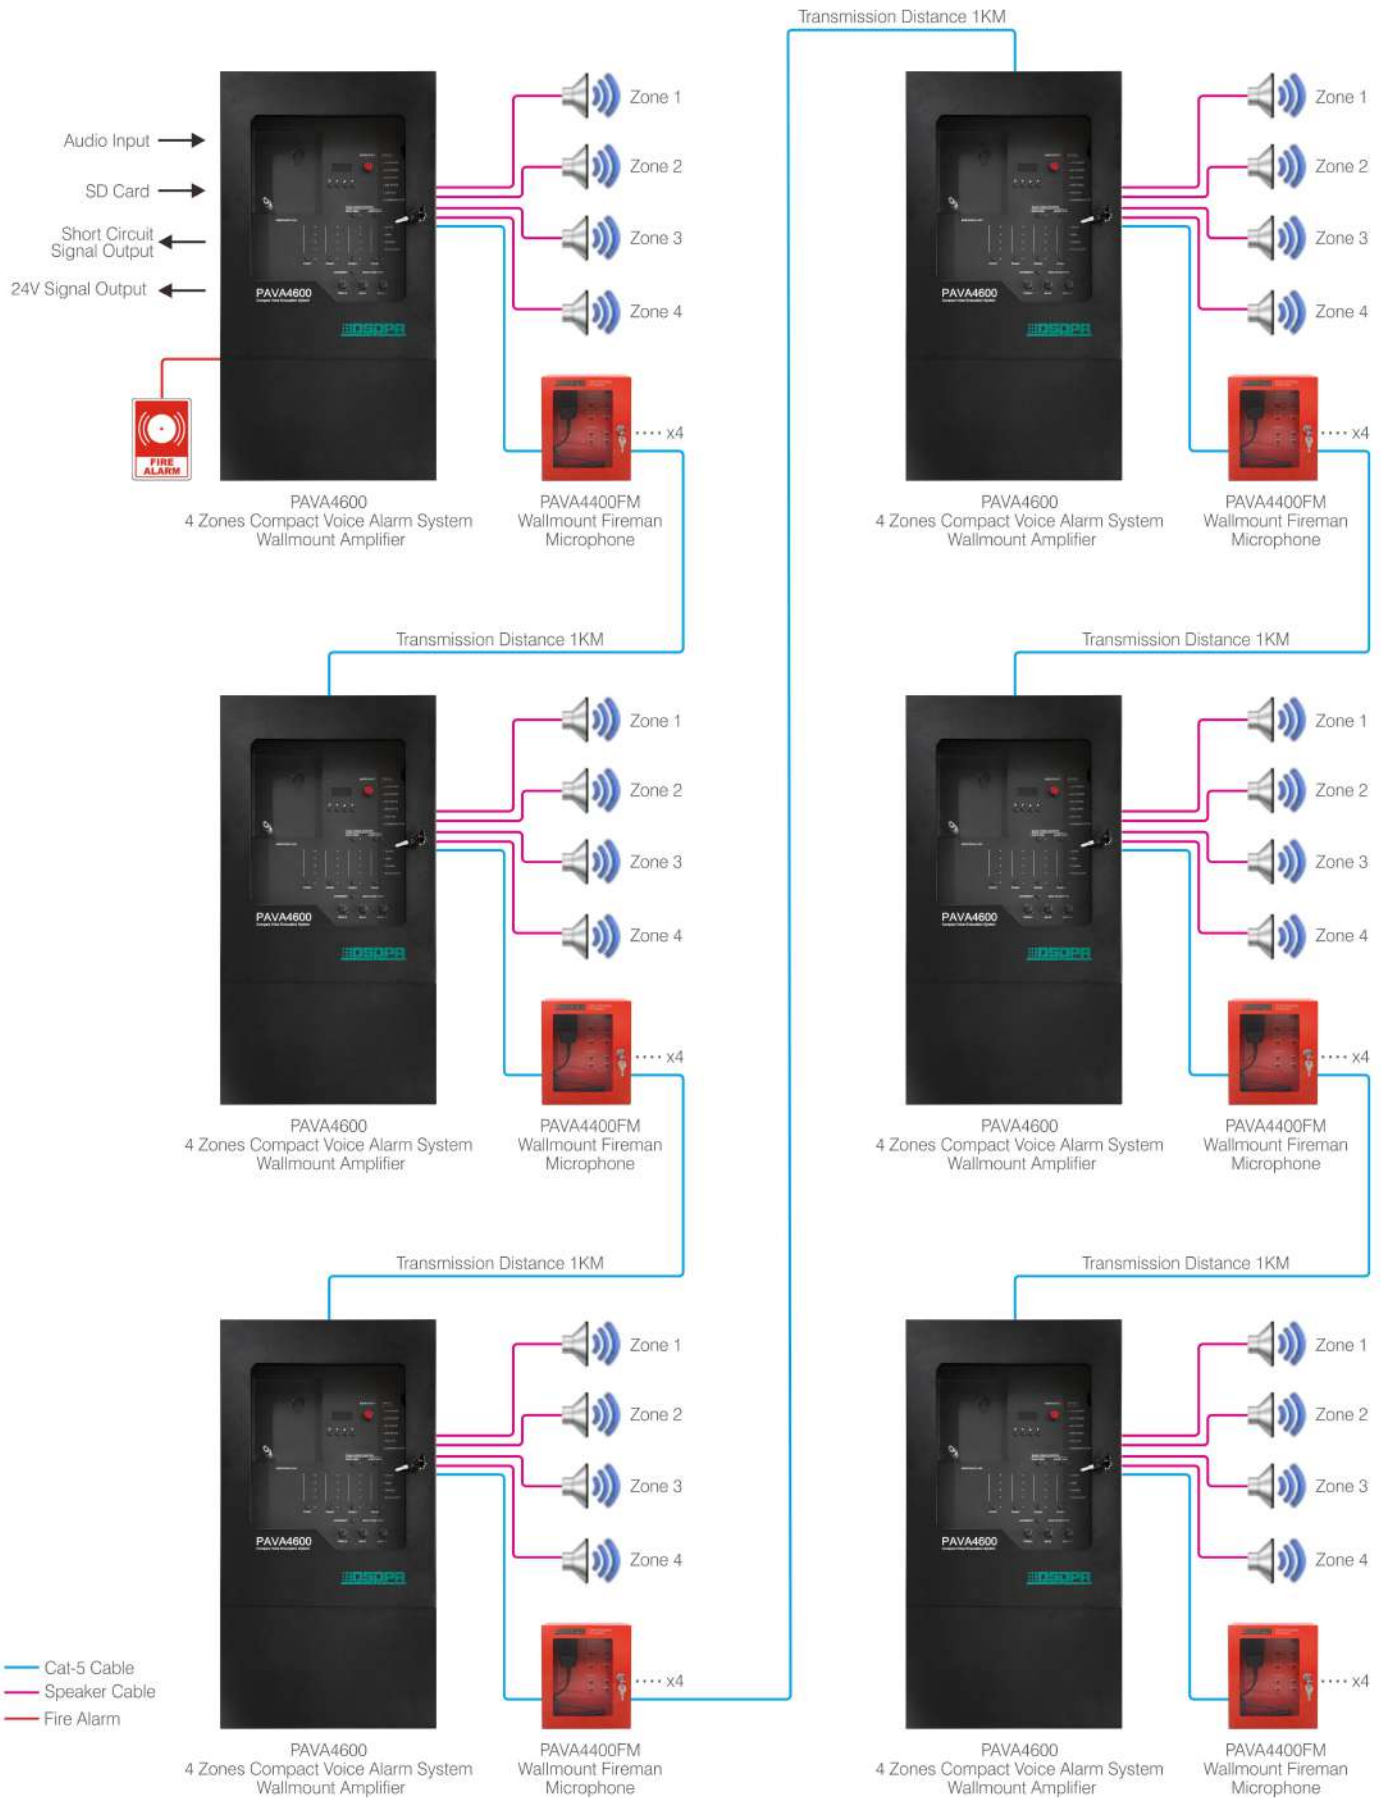 Transmission Distance 1KM
Audio Input
SD Card
Short Circuit
Signal Output
24V Signal Output
FIRE
ALARM
PAVA4600
DSPPA
Zone 1
Zone 2
Zone 3
Zone 4
x4
PAVA4600
4 Zones Compact Voice Alarm System
Wallmount Amplifier
PAVA4400FM
Wallmount Fireman
Microphone
PAVA4600
DSPPA
Zone 1
Zone 2
Zone 3
Zone 4
x4
PAVA4600
4 Zones Compact Voice Alarm System
Wallmount Amplifier
PAVA4400FM
Wallmount Fireman
Microphone
Transmission Distance 1KM
Transmission Distance 1KM
PAVA4600
DSPPA
Zone 1
Zone 2
Zone 3
Zone 4
x4
PAVA4600
4 Zones Compact Voice Alarm System
Wallmount Amplifier
PAVA4400FM
Wallmount Fireman
Microphone
PAVA4600
DSPPA
Zone 1
Zone 2
Zone 3
Zone 4
x4
PAVA4600
4 Zones Compact Voice Alarm System
Wallmount Amplifier
PAVA4400FM
Wallmount Fireman
Microphone
Transmission Distance 1KM
Transmission Distance 1KM
PAVA4600
DSPPA
Zone 1
Zone 2
Zone 3
Zone 4
x4
Cat-5 Cable
Speaker Cable
Fire Alarm
PAVA4600
4 Zones Compact Voice Alarm System
Wallmount Amplifier
PAVA4400FM
Wallmount Fireman
Microphone
PAVA4600
DSPPA
Zone 1
Zone 2
Zone 3
Zone 4
x4
PAVA4600
4 Zones Compact Voice Alarm System
Wallmount Amplifier
PAVA4400FM
Wallmount Fireman
Microphone